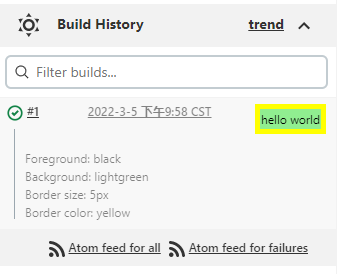 Build History trend
Filter builds...
#1 2022-3-5 下午9:58 CST hello world
Foreground: black
Background: lightgreen
Border size: 5px
Border color: yellow
Atom feed for all Atom feed for failures